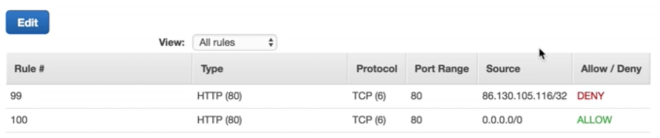 Edit
View: All rules
Rule # Type Protocol Port Range Source Allow / Deny
99 HTTP (80) TCP (6) 80 86.130.105.116/32 DENY
100 HTTP (80) TCP (6) 80 0.0.0.0/0 ALLOW